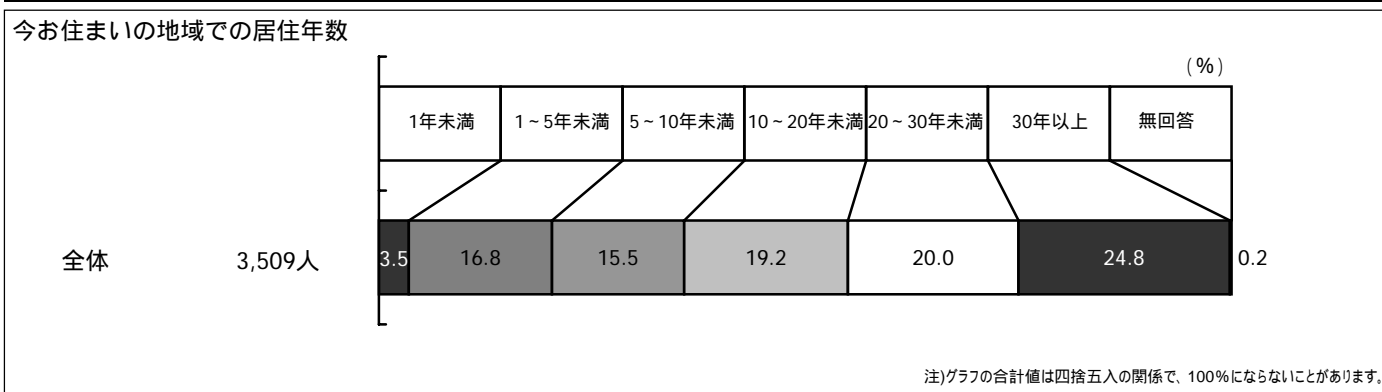 今お住まいの地域での居住年数
(%)
1年未満 1~5年未満 5~10年未満 10~20年未満 20~30年未満 30年以上 無回答
全体 3,509人 3.5 16.8 15.5 19.2 20.0 24.8 0.2
注)グラフの合計値は四捨五入の関係で、100%にならないことがあります。